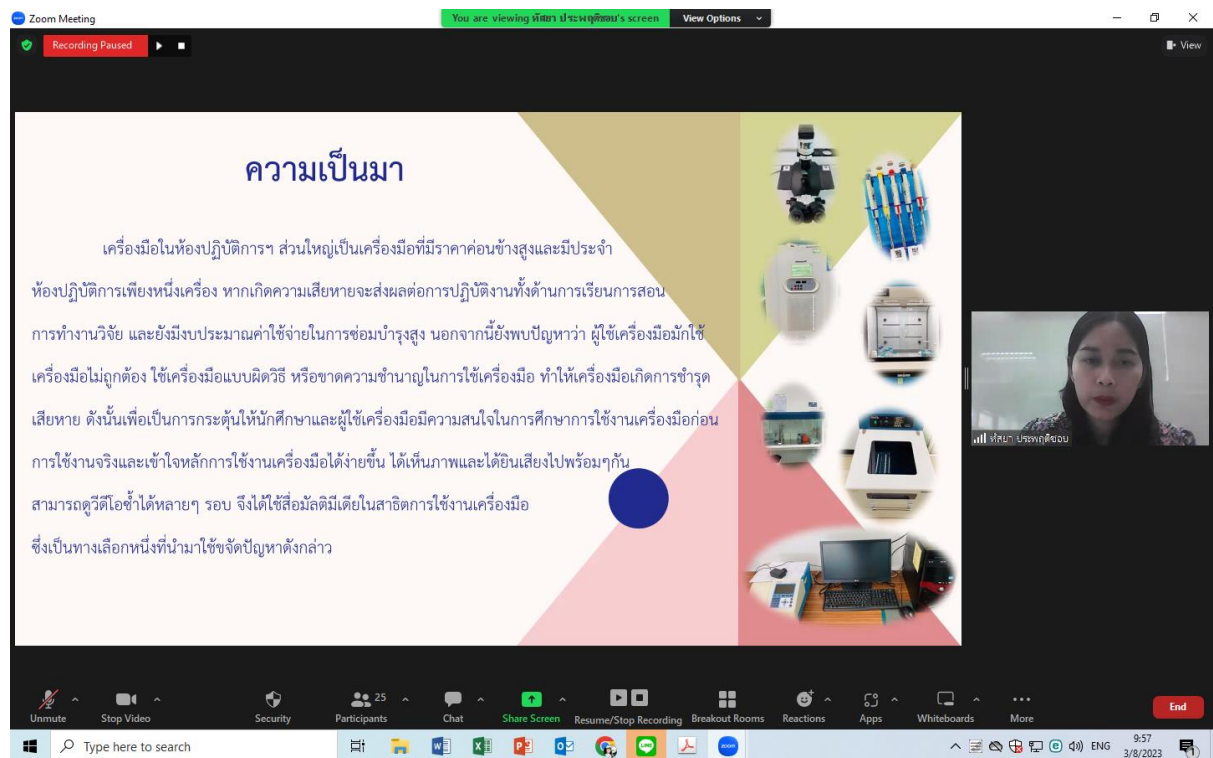 Zoom Meeting
You are viewing หัสยา ประพฤติชอบ's screen
View Options
Recording Paused
View
ความเป็นมา
เครื่องมือในห้องปฏิบัติการฯ ส่วนใหญ่เป็นเครื่องมือที่มีราคาค่อนข้างสูงและมีประจำ
ห้องปฏิบัติการเพียงหนึ่งเครื่อง หากเกิดความเสียหายจะส่งผลต่อการปฏิบัติงานทั้งด้านการเรียนการสอน
การทำงานวิจัย และยังมีงบประมาณค่าใช้จ่ายในการซ่อมบำรุงสูง นอกจากนี้ยังพบปัญหาว่า ผู้ใช้เครื่องมือมักใช้
เครื่องมือไม่ถูกต้อง ใช้เครื่องมือแบบผิดวิธี หรือขาดความชำนาญในการใช้เครื่องมือ ทำให้เครื่องมือเกิดการชำรุด
เสียหาย ดังนั้นเพื่อเป็นการกระตุ้นให้นักศึกษาและผู้ใช้เครื่องมือมีความสนใจในการศึกษาการใช้งานเครื่องมือก่อน
การใช้งานจริงและเข้าใจหลักการใช้งานเครื่องมือได้ง่ายขึ้น ได้เห็นภาพและได้ยินเสียงไปพร้อมๆกัน
สามารถดูวีดีโอซ้ำได้หลายๆ รอบ จึงได้ใช้สื่อมัลติมีเดียในสาธิตการใช้งานเครื่องมือ
ซึ่งเป็นทางเลือกหนึ่งที่นำมาใช้ขจัดปัญหาดังกล่าว
หัสยา ประพฤติชอบ
25
Unmute Stop Video Security Participants Chat Share Screen Resume/Stop Recording Breakout Rooms Reactions Apps Whiteboards More
End
Type here to search
zoom
ENG
9:57
3/8/2023